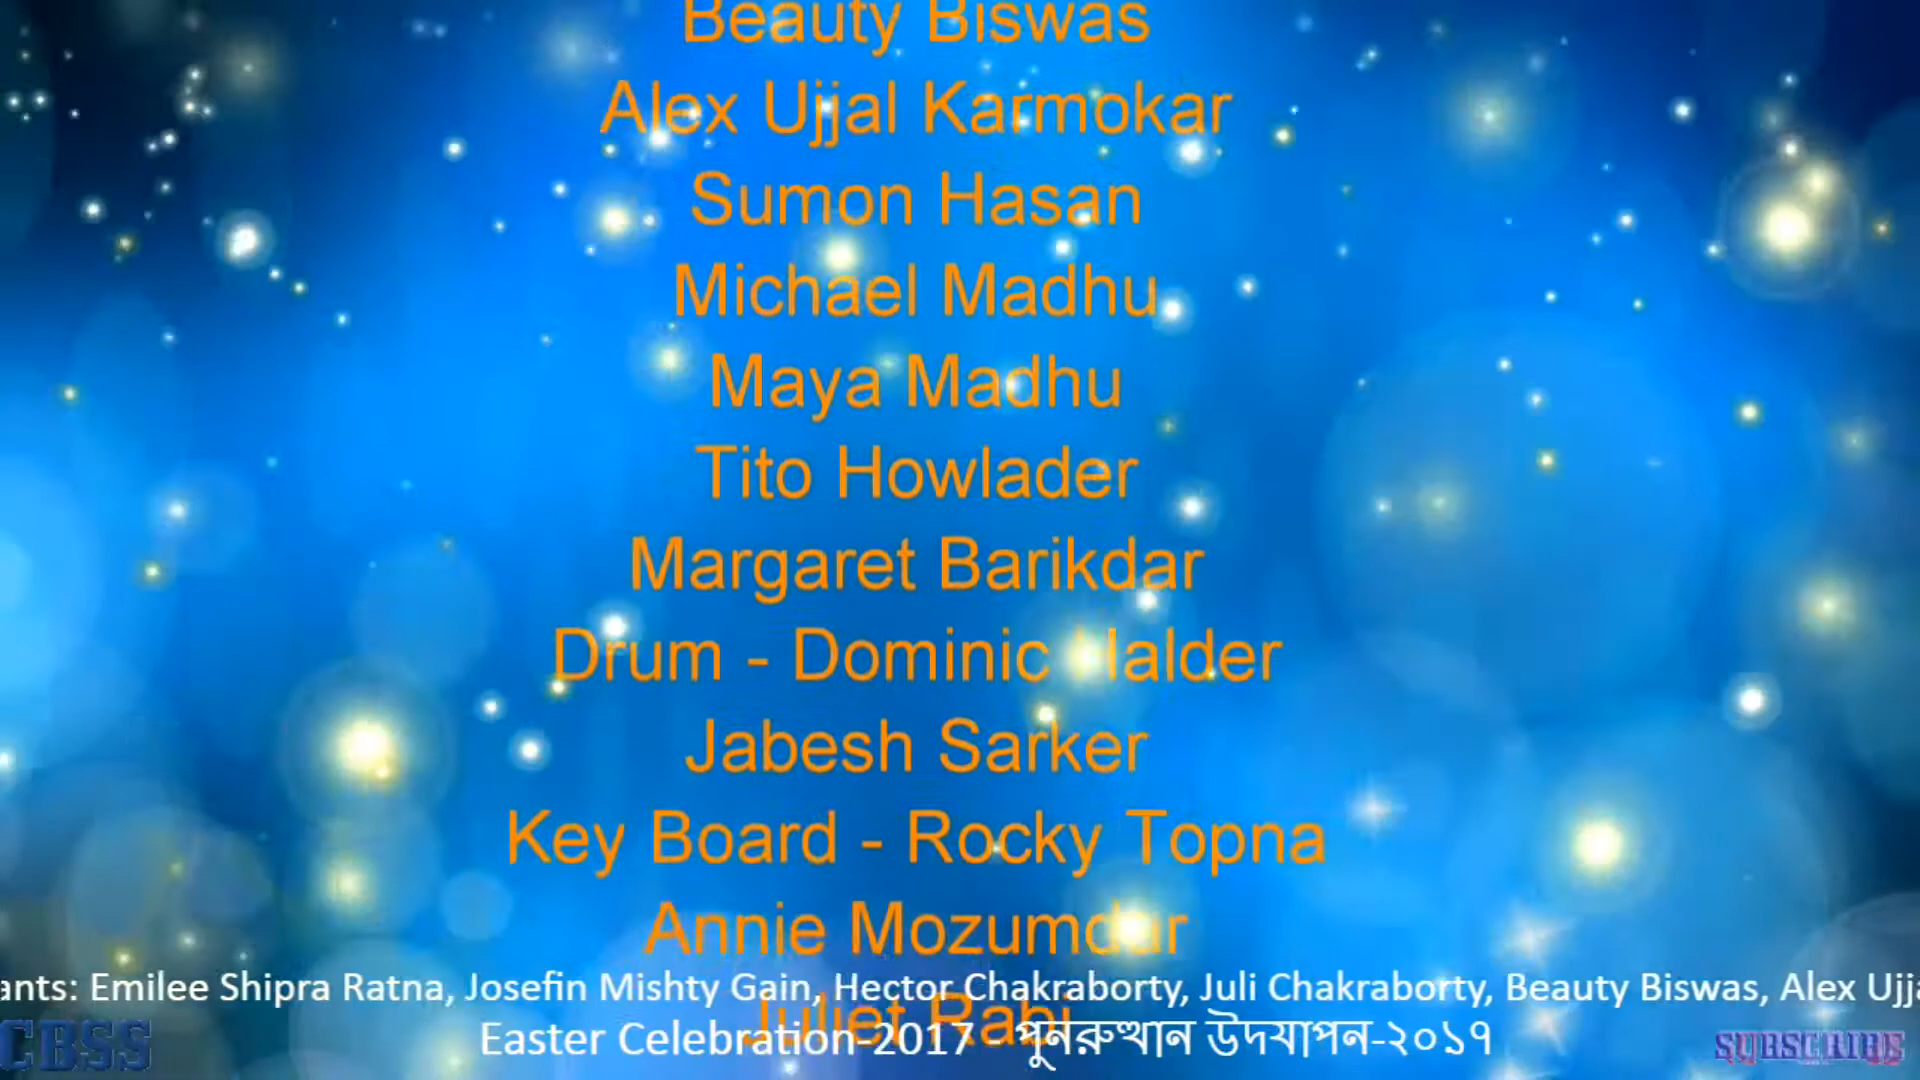 Beauty Biswas
Alex Ujjal Karmokar
Sumon Hasan
Michael Madhu
Maya Madhu
Tito Howlader
Margaret Barikdar
Drum - Dominic Halder
Jabesh Sarker
Key Board - Rocky Topna
Annie Mozumdar
ants: Emilee Shipra Ratna, Josefin Mishty Gain, Hector Chakraborty, Juli Chakraborty, Beauty Biswas, Alex Ujja
Juliet Rabi
Easter Celebration-2017 - পুনরুত্থান উদযাপন-২০১৭
CBSS
SUBSCRIBE